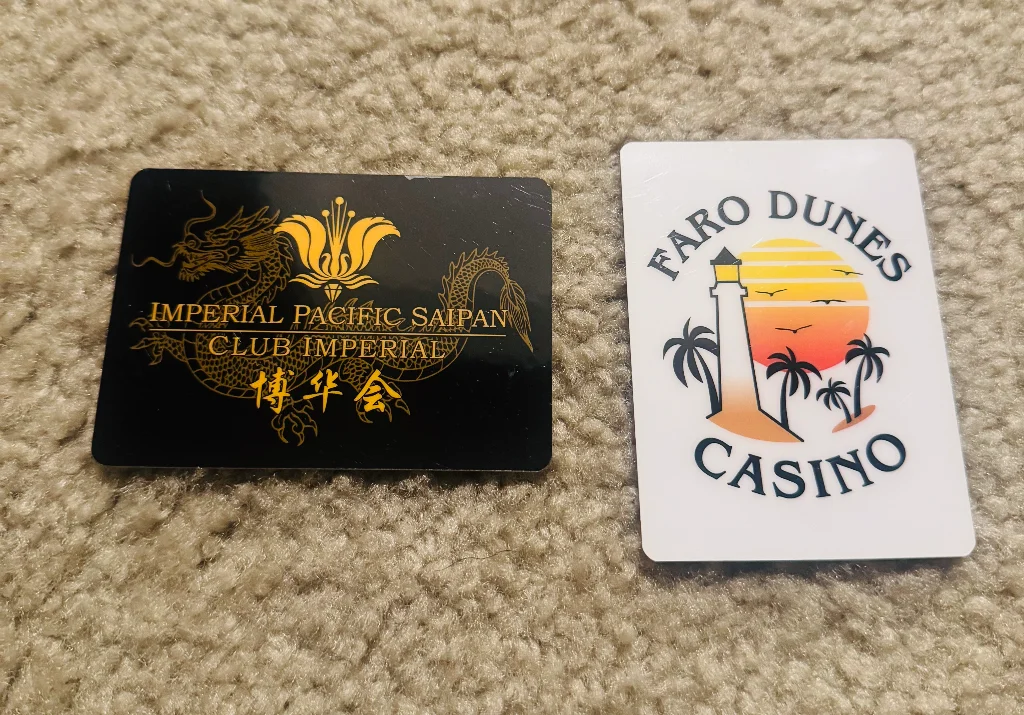 IMPERIAL PACIFIC SAIPAN
CLUB IMPERIAL
博华会
FARO DUNES
CASINO